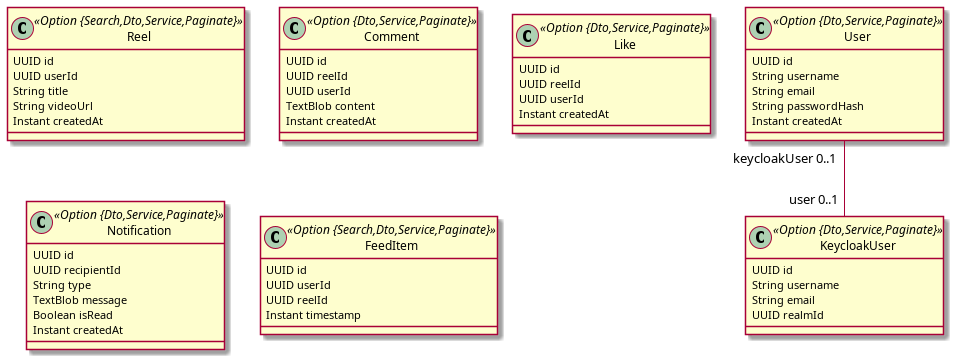 C «Option {Search,Dto,Service,Paginate}»
Reel
UUID id
UUID userId
String title
String videoUrl
Instant createdAt
C «Option {Dto,Service,Paginate}»
Comment
UUID id
UUID reelId
UUID userId
TextBlob content
Instant createdAt
C «Option {Dto,Service,Paginate}»
Like
UUID id
UUID reelId
UUID userId
Instant createdAt
C «Option {Dto,Service,Paginate}»
User
UUID id
String username
String email
String passwordHash
Instant createdAt
keycloakUser 0..1
user 0..1
C «Option {Dto,Service,Paginate}»
Notification
UUID id
UUID recipientId
String type
TextBlob message
Boolean isRead
Instant createdAt
C «Option {Search,Dto,Service,Paginate}»
FeedItem
UUID id
UUID userId
UUID reelId
Instant timestamp
C «Option {Dto,Service,Paginate}»
KeycloakUser
UUID id
String username
String email
UUID realmId